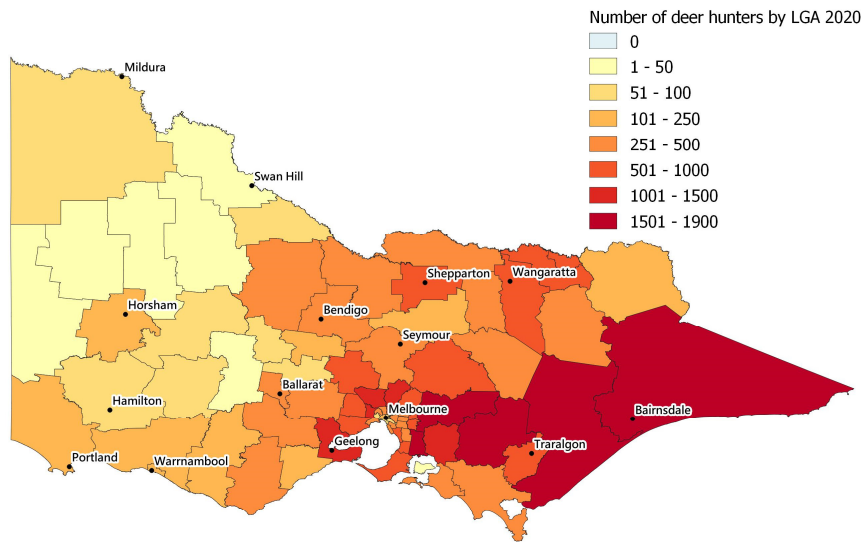 Number of deer hunters by LGA 2020
0
1 - 50
51 - 100
101 - 250
251 - 500
501 - 1000
1001 - 1500
1501 - 1900
Mildura
Swan Hill
Shepparton
Wangaratta
Horsham
Bendigo
Seymour
Ballarat
Hamilton
Melbourne
Bairnsdale
Geelong
Traralgon
Portland
Warrnambool